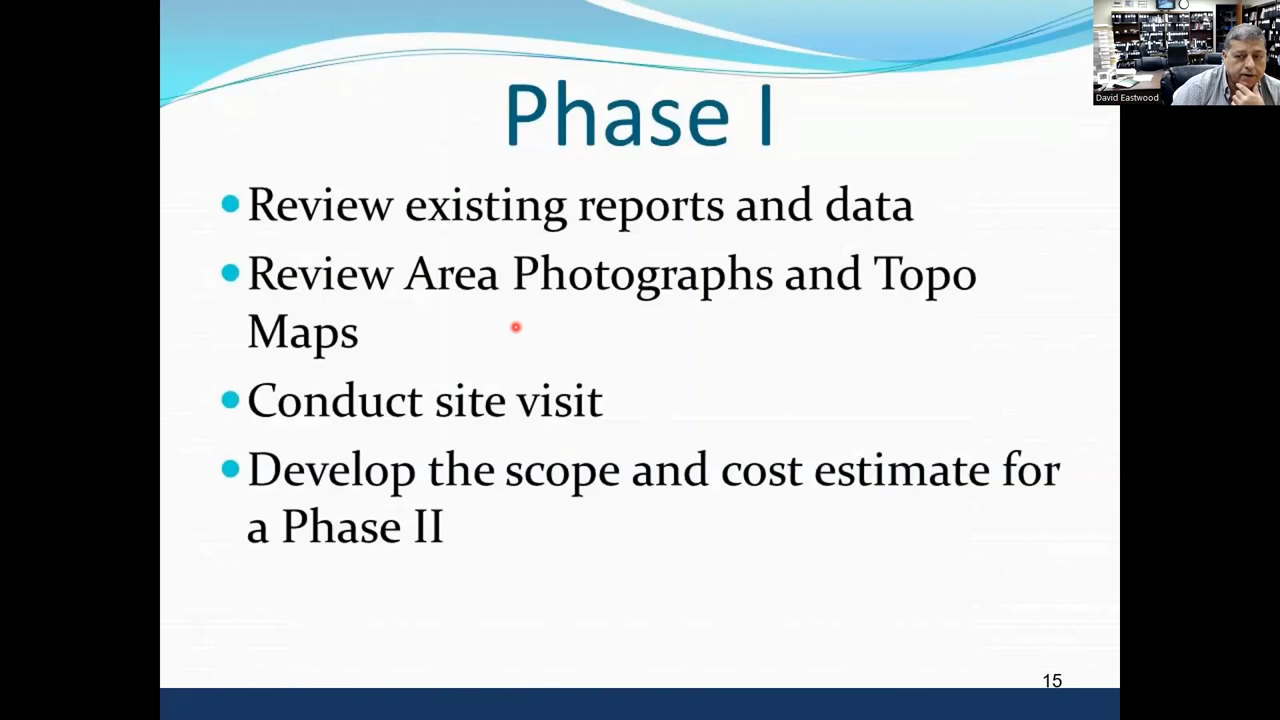 David Eastwood
Phase I
Review existing reports and data
Review Area Photographs and Topo
Maps
Conduct site visit
Develop the scope and cost estimate for
a Phase II
15